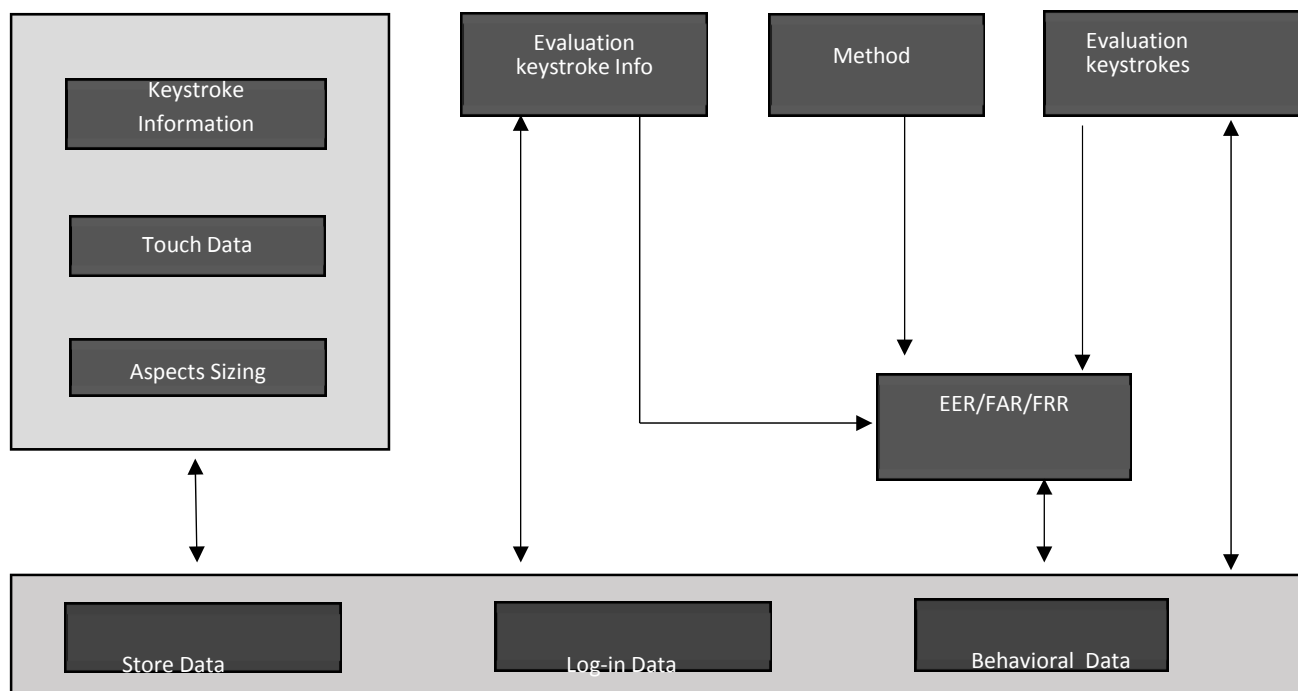 Keystroke
Information
Touch Data
Aspects Sizing
Evaluation
keystroke Info
Method
Evaluation
keystrokes
EER/FAR/FRR
Store Data
Log-in Data
Behavioral Data